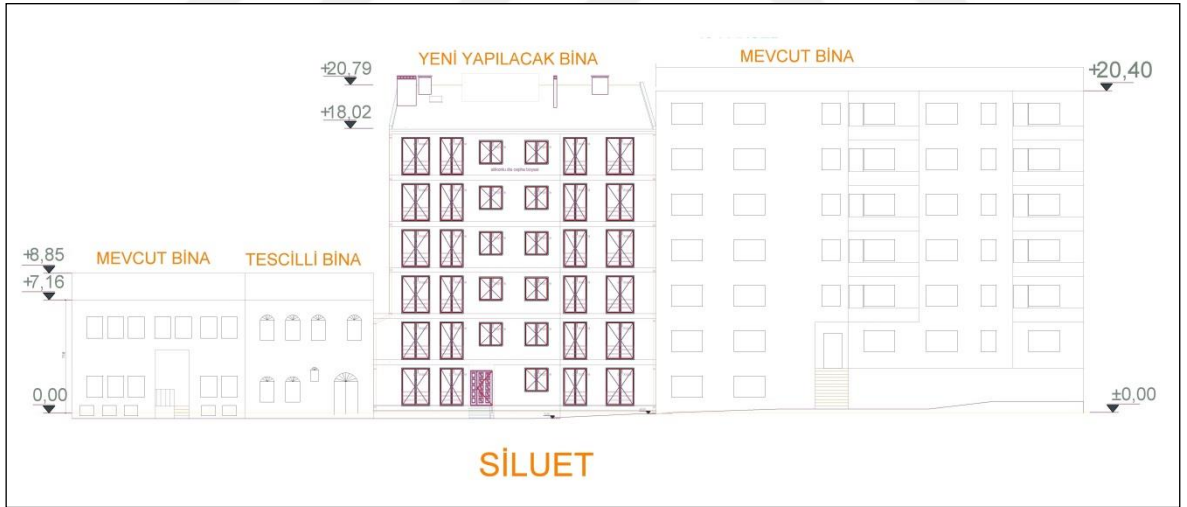 YENİ YAPILACAK BİNA
MEVCUT BİNA
+20,79
+20,40
+18,02
+8,85
MEVCUT BİNA
TESCİLLİ BİNA
+7,16
0,00
±0,00
SİLUET